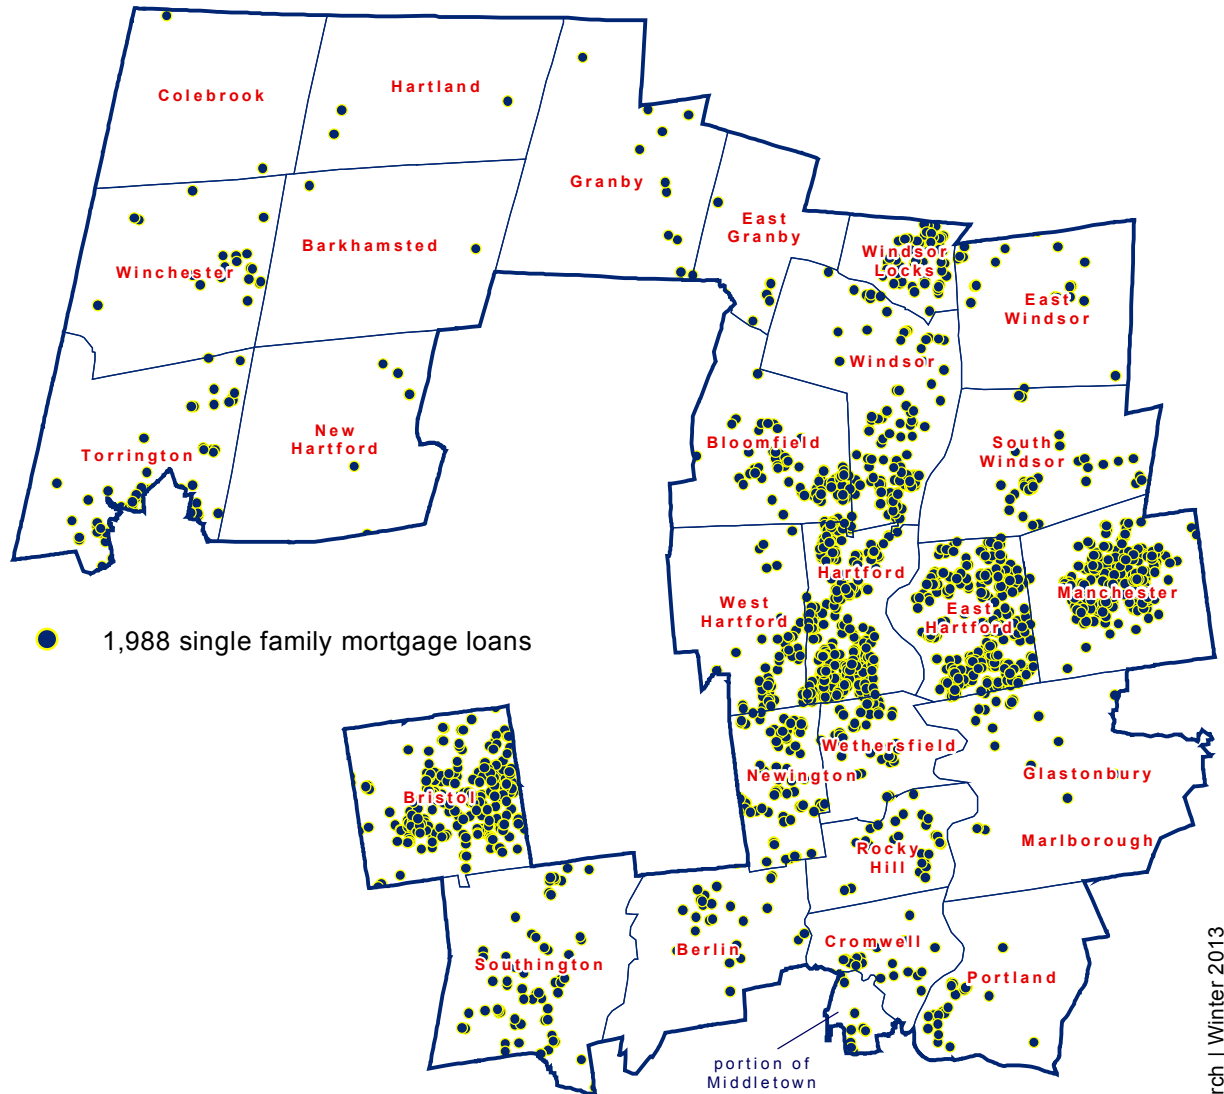 Colebrook
Hartland
Granby
East
Granby
Windsor
Locks
East
Windsor
Winchester
Barkhamsted
Windsor
Torrington
New
Hartford
Bloomfield
South
Windsor
Hartford
West
Hartford
East
Hartford
Manchester
1,988 single family mortgage loans
Bristol
Newington
Wethersfield
Glastonbury
Rocky
Hill
Marlborough
Southington
Berlin
Cromwell
Portland
portion of
Middletown
rch | Winter 2013